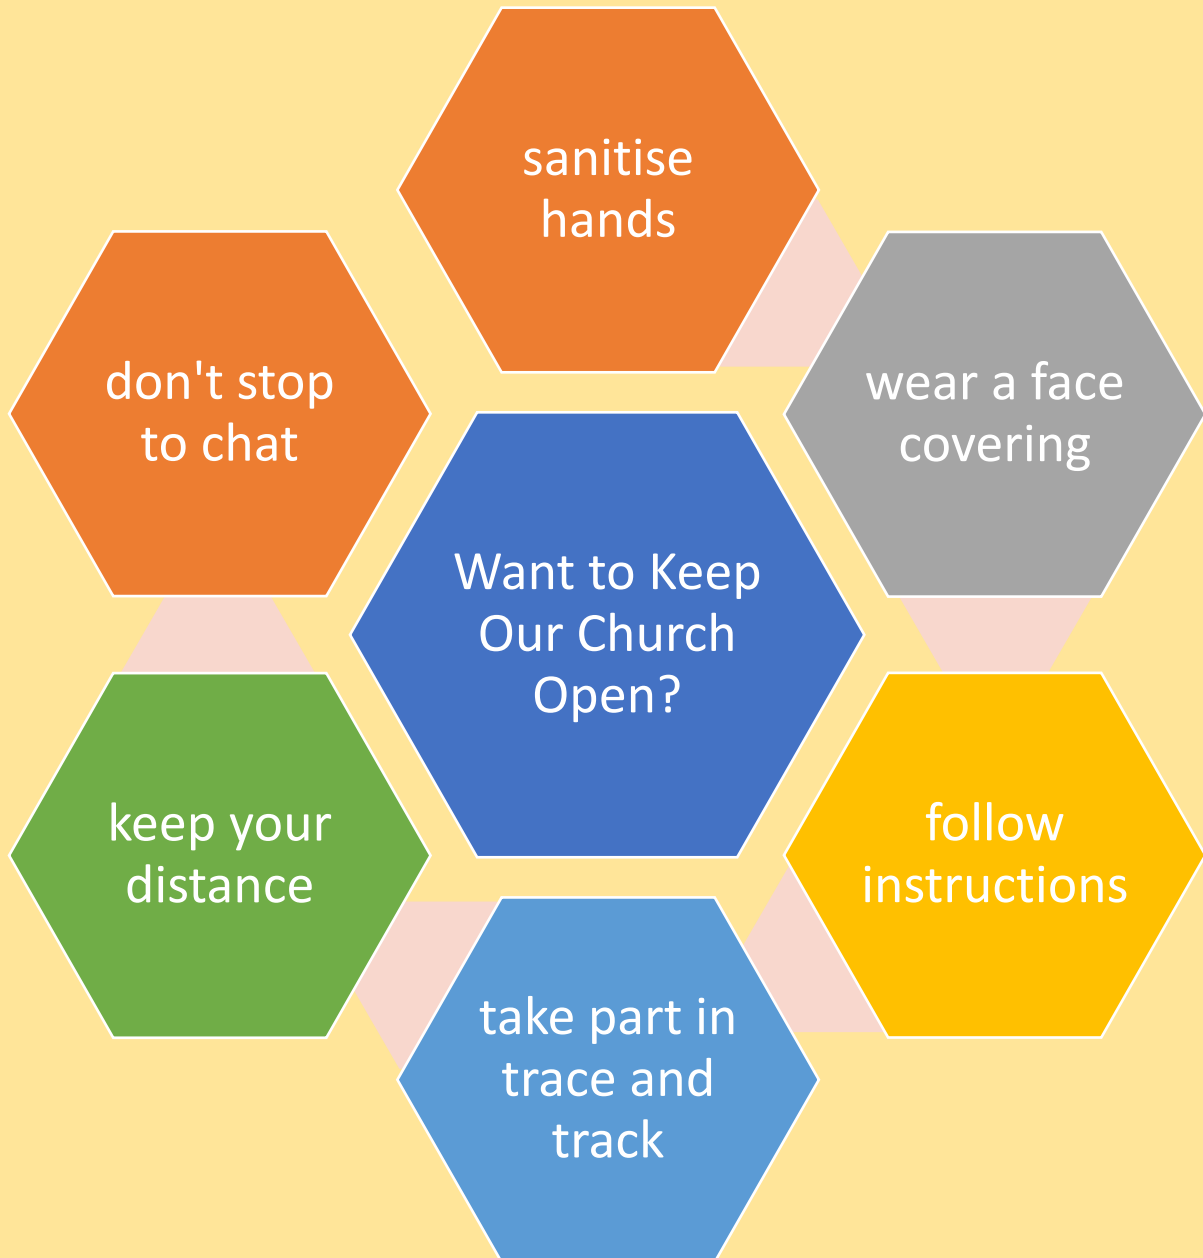 Want to Keep
Our Church
Open?
sanitise
hands
wear a face
covering
follow
instructions
take part in
trace and
track
keep your
distance
don't stop
to chat